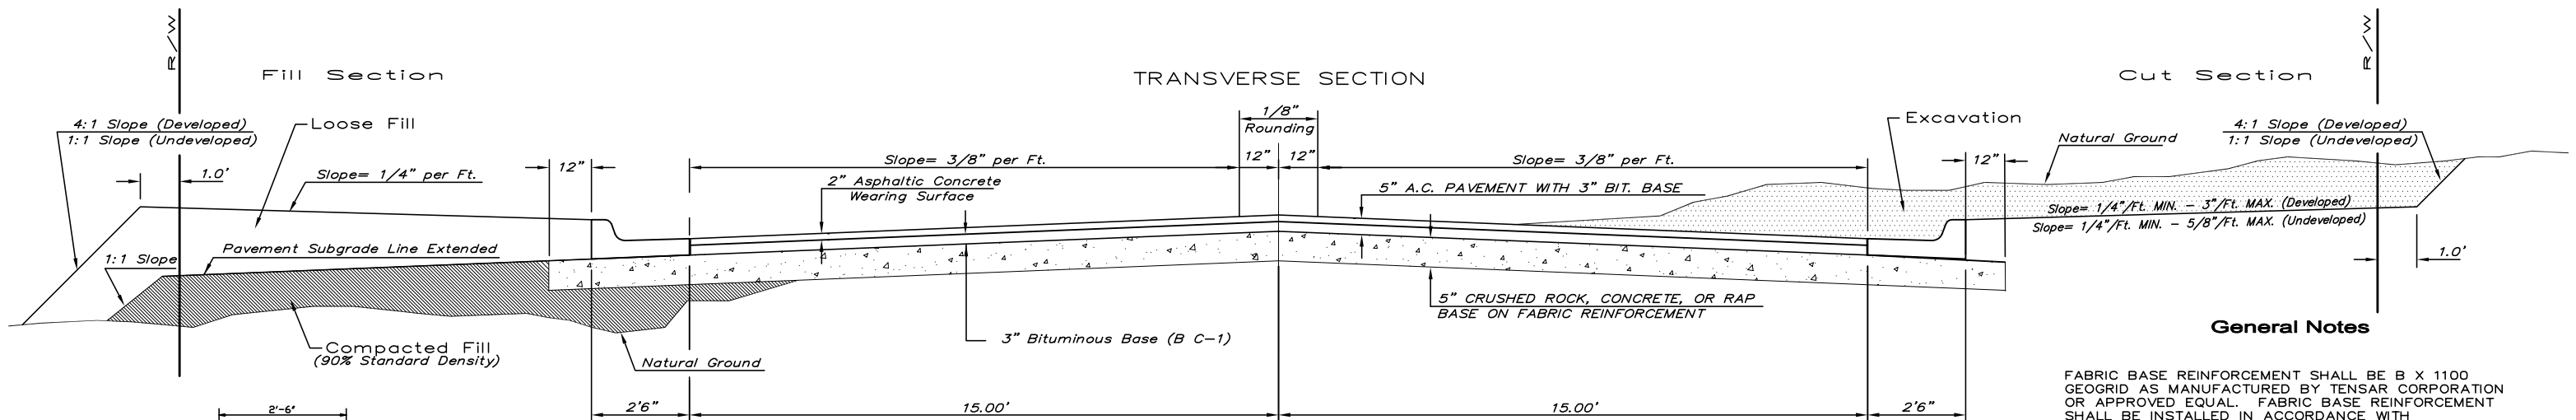 R/W
R/W
Fill Section
TRANSVERSE SECTION
Cut Section
4:1 Slope (Developed)
1:1 Slope (Undeveloped)
Loose Fill
1/8"
Rounding
Excavation
Natural Ground
4:1 Slope (Developed)
1:1 Slope (Undeveloped)
1.0'
Slope= 1/4" per Ft.
12"
Slope= 3/8" per Ft.
12"
12"
Slope= 3/8" per Ft.
12"
2" Asphaltic Concrete
Wearing Surface
5" A.C. PAVEMENT WITH 3" BIT. BASE
Slope= 1/4"/Ft. MIN. - 3"/Ft. MAX. (Developed)
Slope= 1/4"/Ft. MIN. - 5/8"/Ft. MAX. (Undeveloped)
Pavement Subgrade Line Extended
1:1 Slope
1.0'
5" CRUSHED ROCK, CONCRETE, OR RAP
BASE ON FABRIC REINFORCEMENT
3" Bituminous Base (B C-1)
Compacted Fill
(90% Standard Density)
Natural Ground
General Notes
FABRIC BASE REINFORCEMENT SHALL BE B X 1100
GEOGRID AS MANUFACTURED BY TENSAR CORPORATION
OR APPROVED EQUAL. FABRIC BASE REINFORCEMENT
SHALL BE INSTALLED IN ACCORDANCE WITH
2'-6"
2'6"
15.00'
15.00'
2'6"